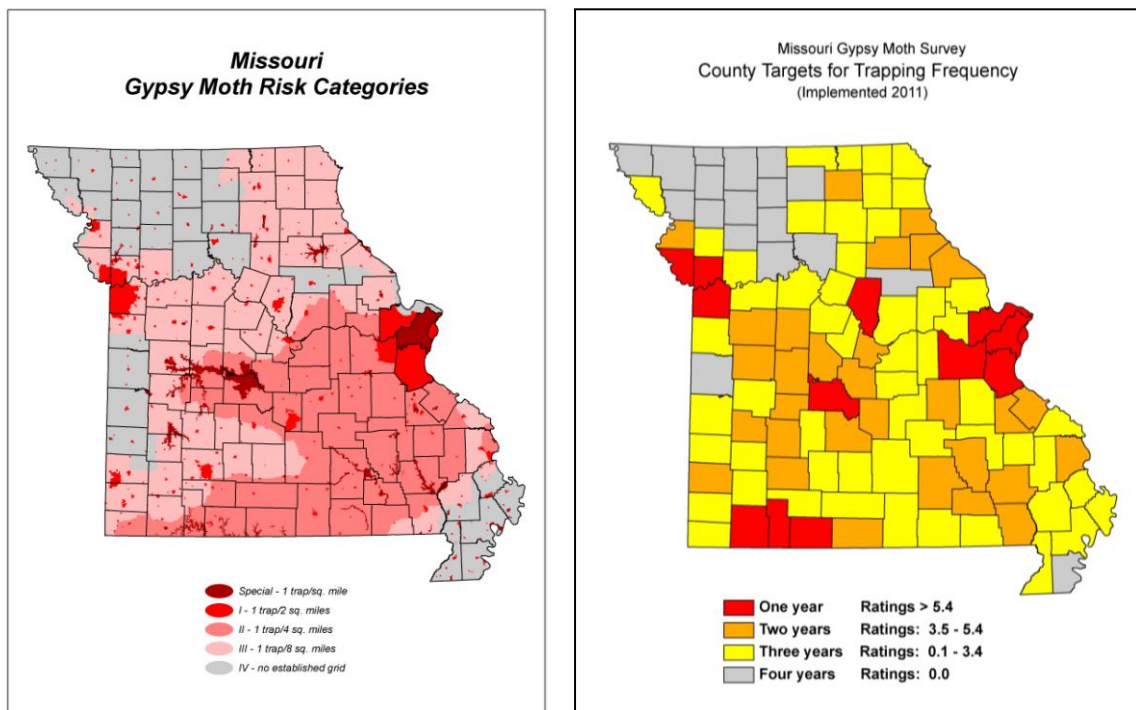 Missouri
Gypsy Moth Risk Categories
Special - 1 trap/sq. mile
I - 1 trap/2 sq. miles
II - 1 trap/4 sq. miles
III - 1 trap/8 sq. miles
IV - no established grid
Missouri Gypsy Moth Survey
County Targets for Trapping Frequency
(Implemented 2011)
One year Ratings > 5.4
Two years Ratings: 3.5 - 5.4
Three years Ratings: 0.1 - 3.4
Four years Ratings: 0.0